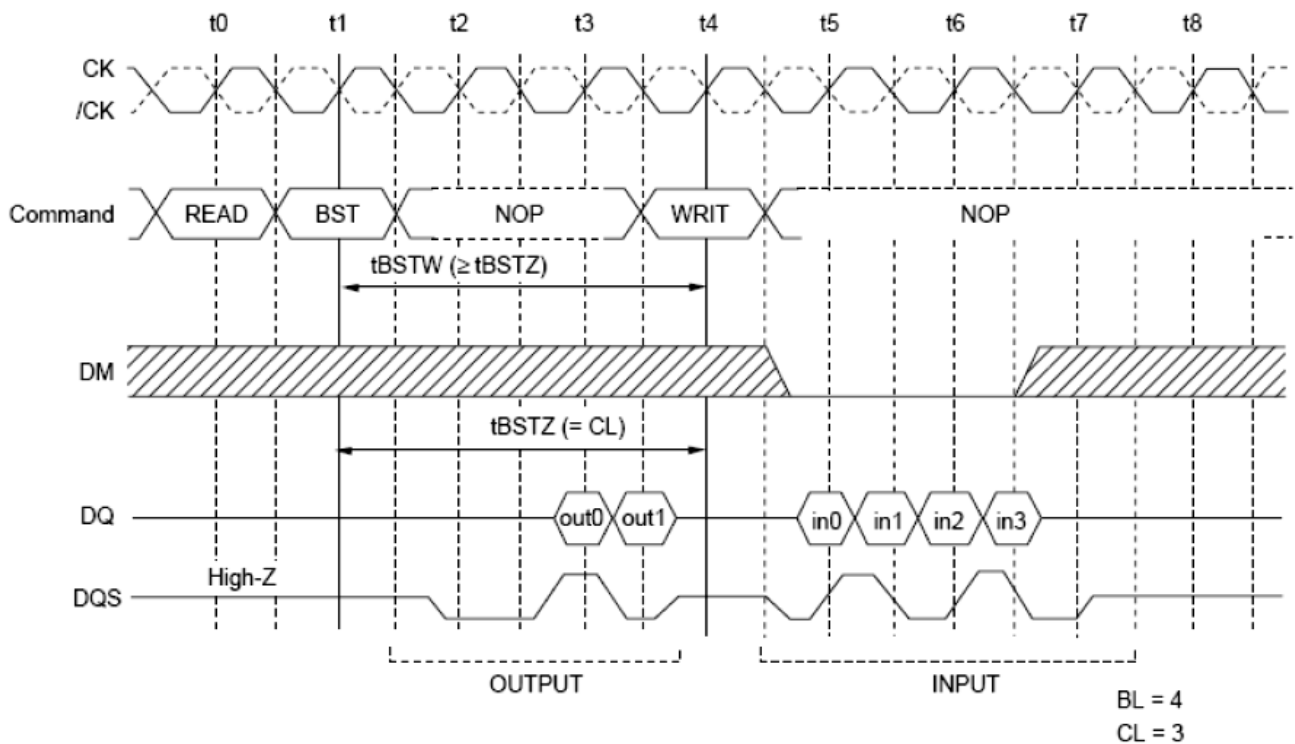 t0 t1 t2 t3 t4 t5 t6 t7 t8
CK
/CK
Command READ BST NOP WRIT NOP
tBSTW (≥ tBSTZ)
DM
tBSTZ (= CL)
DQ out0 out1 in0 in1 in2 in3
High-Z
DQS
OUTPUT INPUT
BL = 4
CL = 3